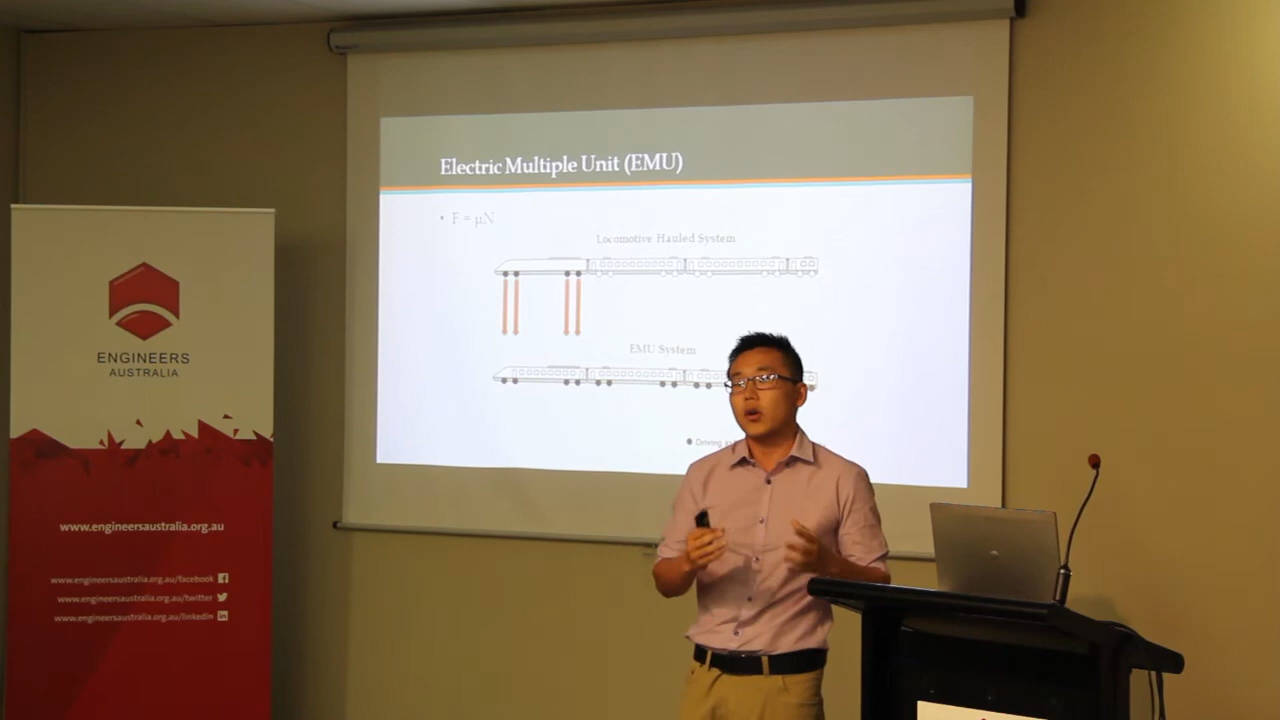 Electric Multiple Unit (EMU)
• F = µN
Locomotive Hauled System
EMU System
Driving
ENGINEERS
AUSTRALIA
www.engineersaustralia.org.au
www.engineersaustralia.org.au/facebook
www.engineersaustralia.org.au/twitter
www.engineersaustralia.org.au/linkedin